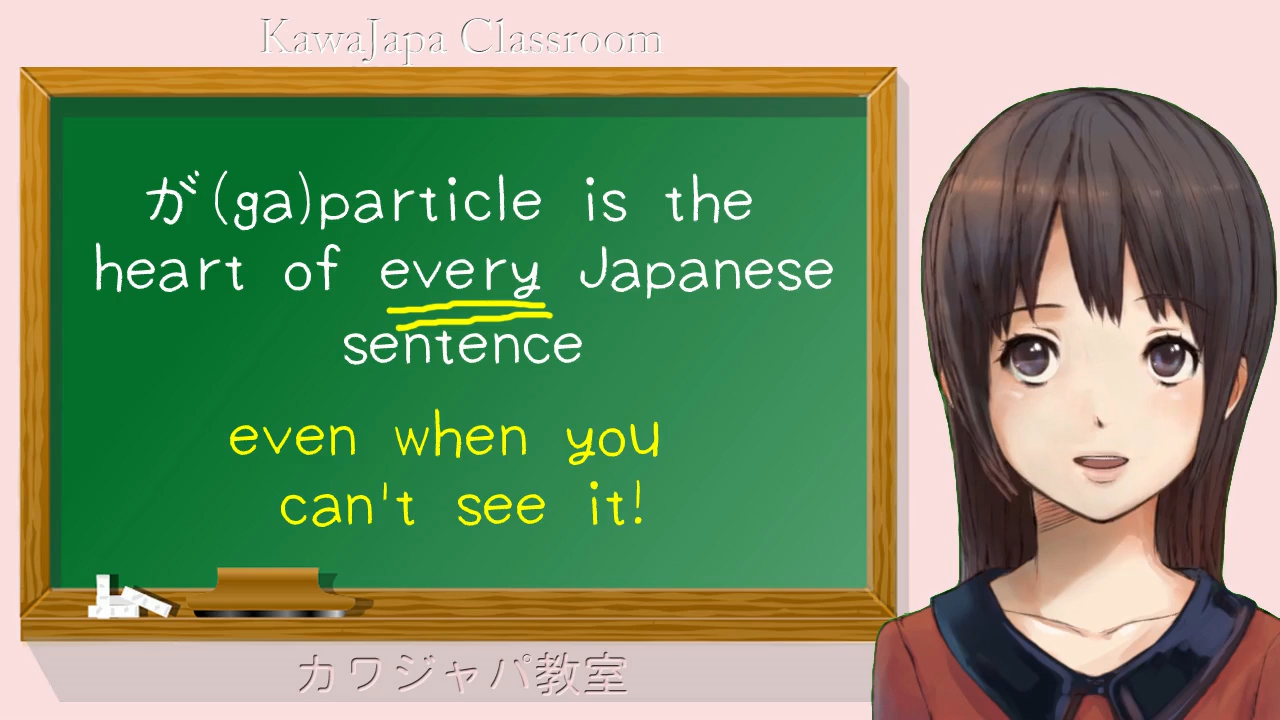 KawaJapa Classroom
が(ga)particle is the
heart of every Japanese
sentence
even when you
can't see it!
カワジャパ教室